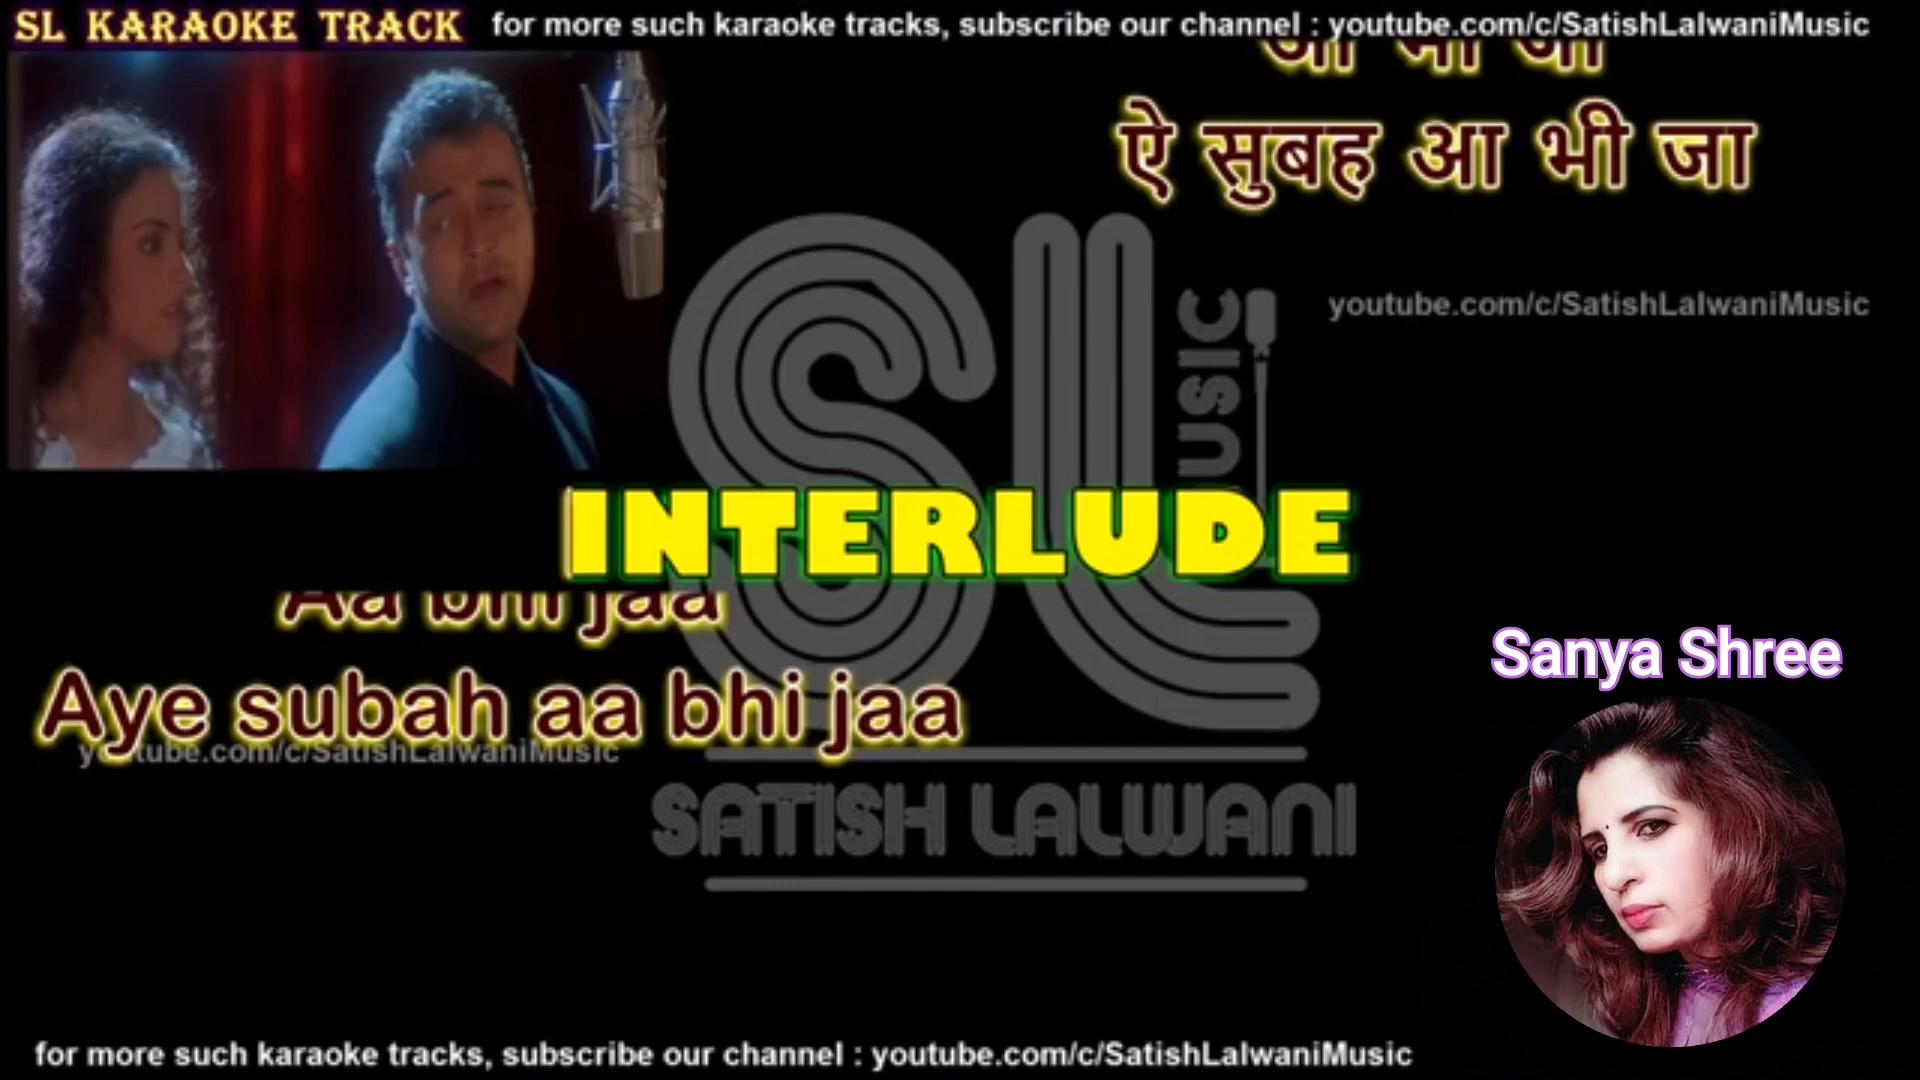 SL KARAOKE TRACK for more such karaoke tracks, subscribe our channel : youtube.com/c/SatishLalwaniMusic
आ भी जा
ऐ सुबह आ भी जा
youtube.com/c/SatishLalwaniMusic
SL MUSIC
INTERLUDE
Aa bhi jaa
Aye subah aa bhi jaa
youtube.com/c/SatishLalwaniMusic
SATISH LALWANI
Sanya Shree
for more such karaoke tracks, subscribe our channel : youtube.com/c/SatishLalwaniMusic